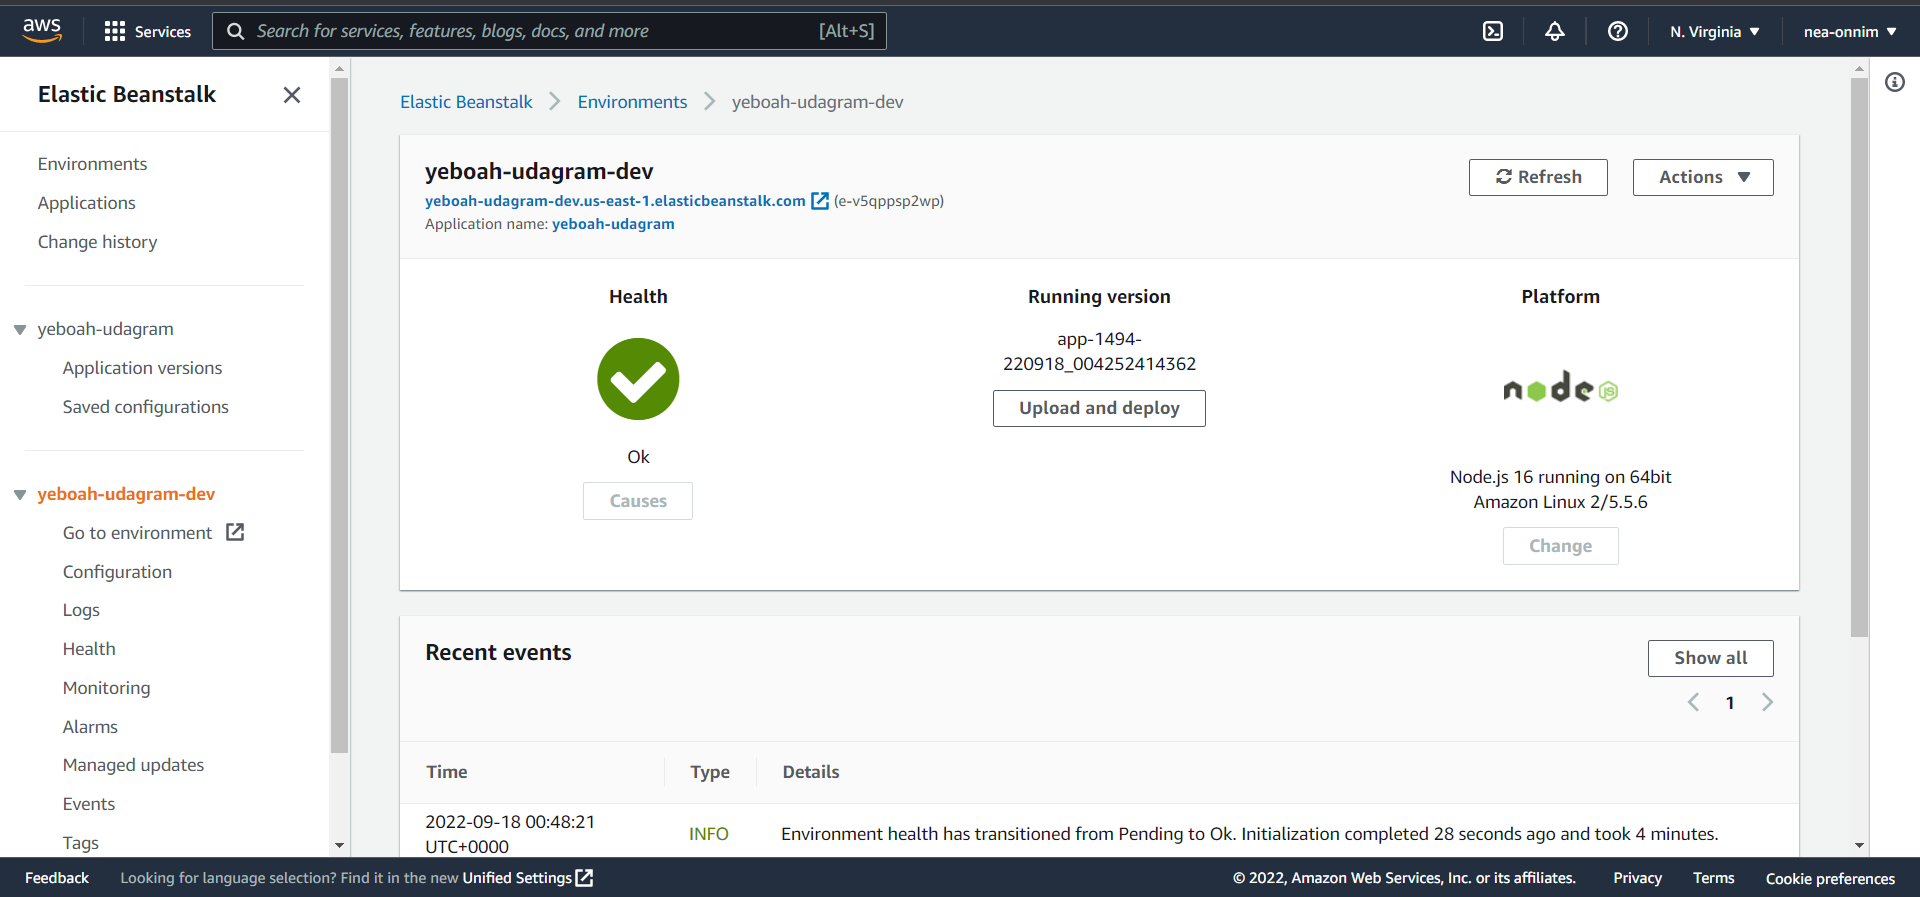 aws
Services
Search for services, features, blogs, docs, and more
[Alt+S]
N. Virginia
nea-onnim
Elastic Beanstalk
Environments
Applications
Change history
yeboah-udagram
Application versions
Saved configurations
yeboah-udagram-dev
Go to environment
Configuration
Logs
Health
Monitoring
Alarms
Managed updates
Events
Tags
Elastic Beanstalk
Environments
yeboah-udagram-dev
yeboah-udagram-dev
yeboah-udagram-dev.us-east-1.elasticbeanstalk.com (e-v5qppsp2wp)
Application name: yeboah-udagram
Refresh
Actions
Health
Ok
Causes
Running version
app-1494-
220918_004252414362
Upload and deploy
Platform
node
JS
Node.js 16 running on 64bit
Amazon Linux 2/5.5.6
Change
Recent events
Show all
1
Time
Type
Details
2022-09-18 00:48:21
UTC+0000
INFO
Environment health has transitioned from Pending to Ok. Initialization completed 28 seconds ago and took 4 minutes.
Feedback
Looking for language selection? Find it in the new Unified Settings
© 2022, Amazon Web Services, Inc. or its affiliates.
Privacy
Terms
Cookie preferences